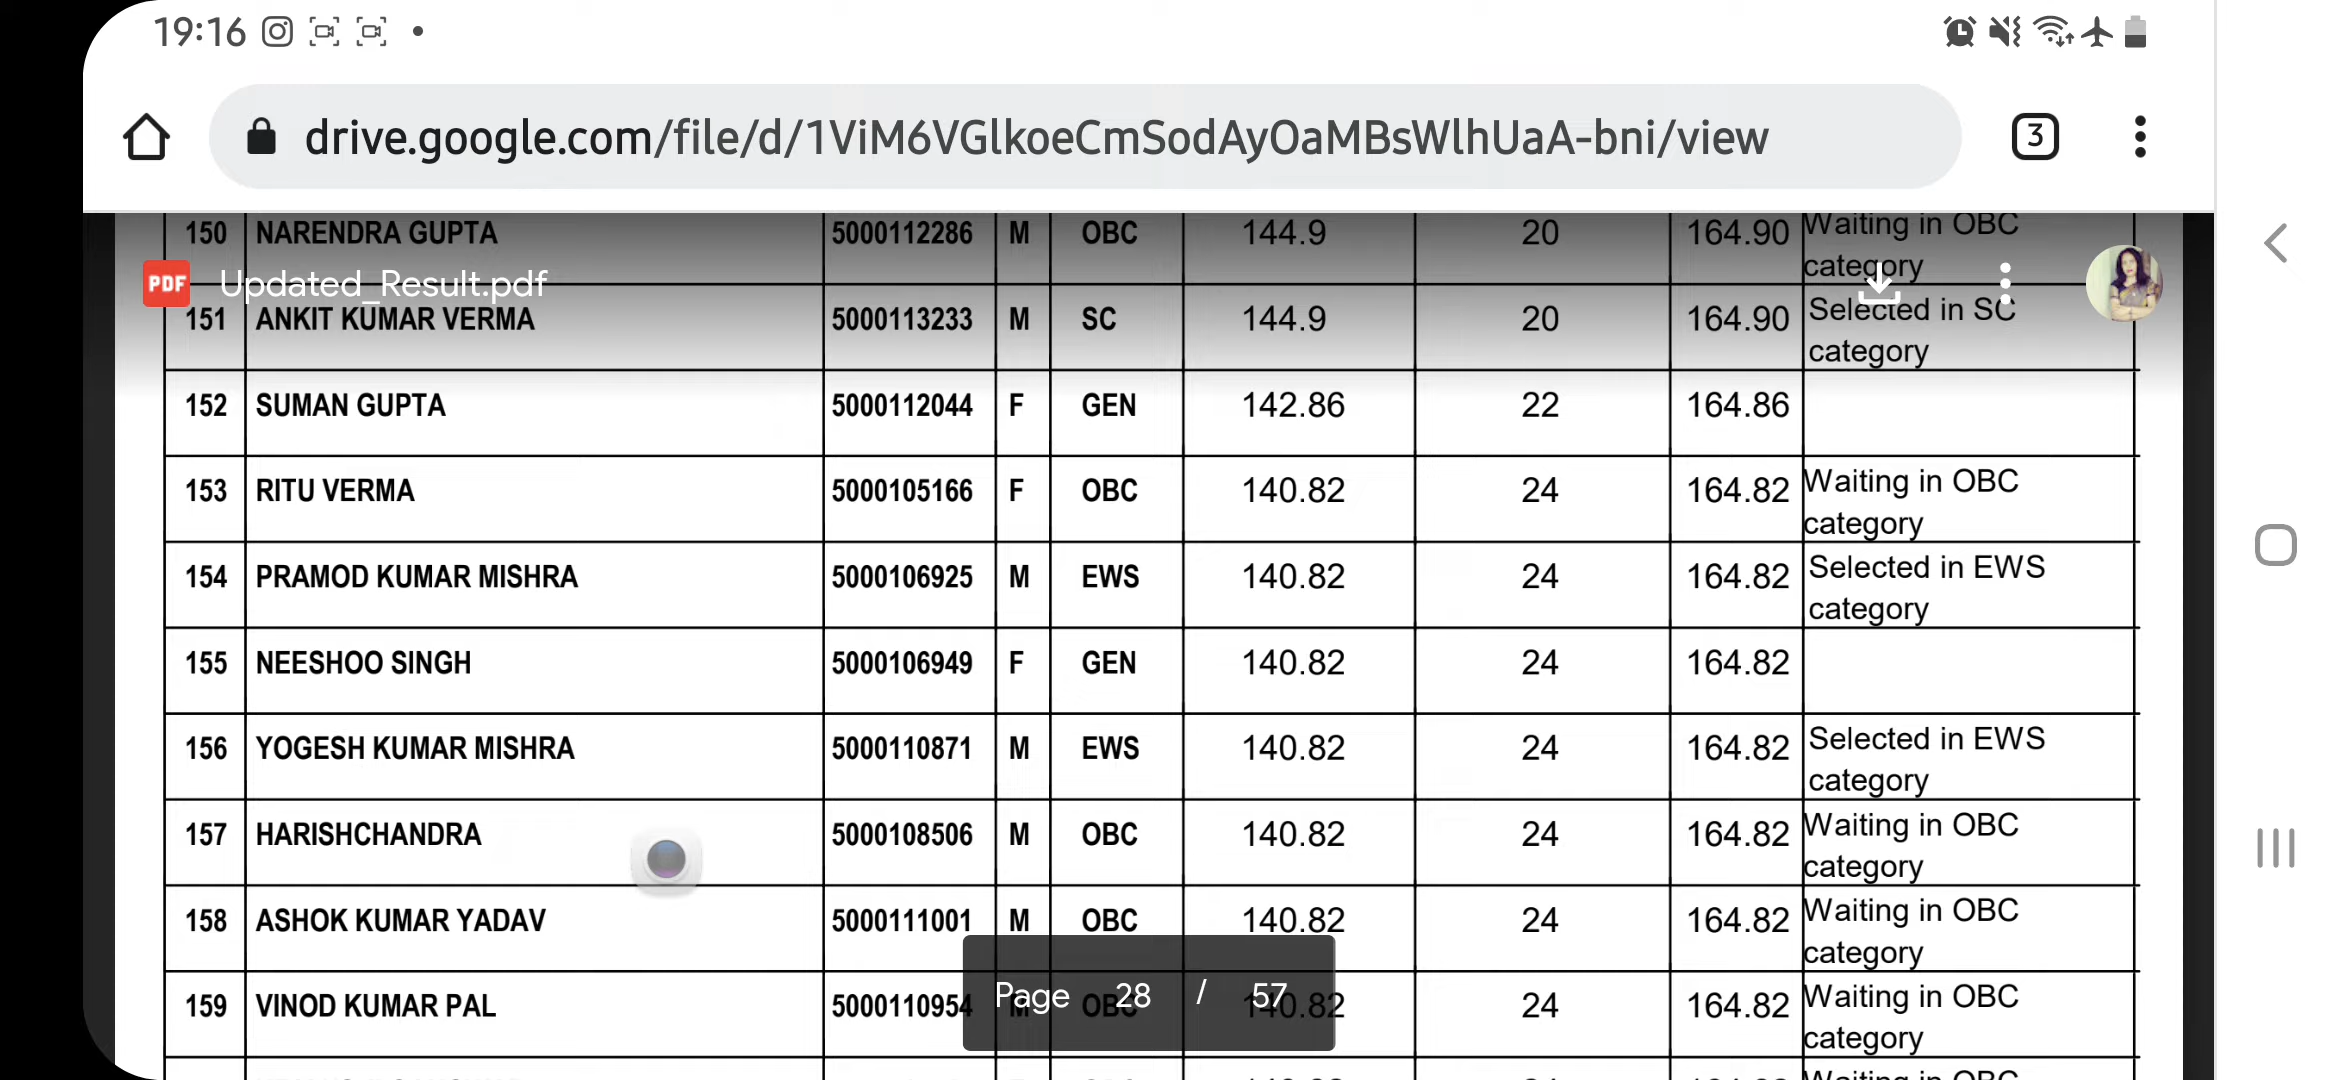 19:16
drive.google.com/file/d/1ViM6VGlkoeCmSodAyOaMBsWlhUaA-bni/view
3
150 NARENDRA GUPTA 5000112286 M OBC 144.9 20 164.90 Waiting in OBC category
PDF Updated_Result.pdf
151 ANKIT KUMAR VERMA 5000113233 M SC 144.9 20 164.90 Selected in SC category
152 SUMAN GUPTA 5000112044 F GEN 142.86 22 164.86
153 RITU VERMA 5000105166 F OBC 140.82 24 164.82 Waiting in OBC category
154 PRAMOD KUMAR MISHRA 5000106925 M EWS 140.82 24 164.82 Selected in EWS category
155 NEESHOO SINGH 5000106949 F GEN 140.82 24 164.82
156 YOGESH KUMAR MISHRA 5000110871 M EWS 140.82 24 164.82 Selected in EWS category
157 HARISHCHANDRA 5000108506 M OBC 140.82 24 164.82 Waiting in OBC category
158 ASHOK KUMAR YADAV 5000111001 M OBC 140.82 24 164.82 Waiting in OBC category
159 VINOD KUMAR PAL 5000110954 M OBC 140.82 24 164.82 Waiting in OBC category
Page 28 / 57
Waiting in OBC